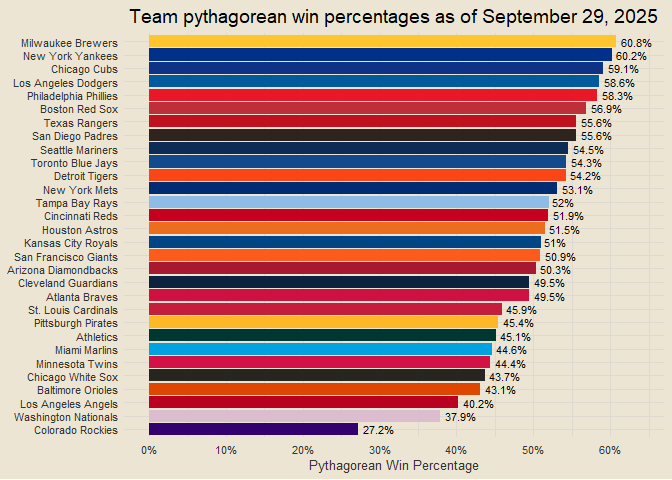 Team pythagorean win percentages as of September 29, 2025
Milwaukee Brewers 60.8%
New York Yankees 60.2%
Chicago Cubs 59.1%
Los Angeles Dodgers 58.6%
Philadelphia Phillies 58.3%
Boston Red Sox 56.9%
Texas Rangers 55.6%
San Diego Padres 55.6%
Seattle Mariners 54.5%
Toronto Blue Jays 54.3%
Detroit Tigers 54.2%
New York Mets 53.1%
Tampa Bay Rays 52%
Cincinnati Reds 51.9%
Houston Astros 51.5%
Kansas City Royals 51%
San Francisco Giants 50.9%
Arizona Diamondbacks 50.3%
Cleveland Guardians 49.5%
Atlanta Braves 49.5%
St. Louis Cardinals 45.9%
Pittsburgh Pirates 45.4%
Athletics 45.1%
Miami Marlins 44.6%
Minnesota Twins 44.4%
Chicago White Sox 43.7%
Baltimore Orioles 43.1%
Los Angeles Angels 40.2%
Washington Nationals 37.9%
Colorado Rockies 27.2%
0% 10% 20% 30% 40% 50% 60%
Pythagorean Win Percentage